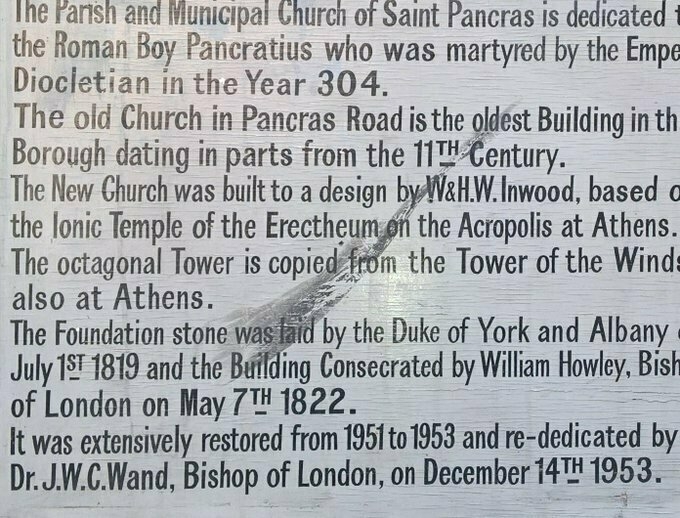 The Parish and Municipal Church of Saint Pancras is dedicated t
the Roman Boy Pancratius who was martyred by the Empe
Diocletian in the Year 304.
The old Church in Pancras Road is the oldest Building in th
Borough dating in parts from the 11TH Century.
The New Church was built to a design by W&H.W. Inwood, based o
the Ionic Temple of the Erectheum on the Acropolis at Athens.
The octagonal Tower is copied from the Tower of the Winds
also at Athens.
The Foundation stone was laid by the Duke of York and Albany
July 1ST 1819 and the Building Consecrated by William Howley, Bish
of London on May 7TH 1822.
It was extensively restored from 1951 to 1953 and re-dedicated by
Dr. J.W.C. Wand, Bishop of London, on December 14TH 1953.